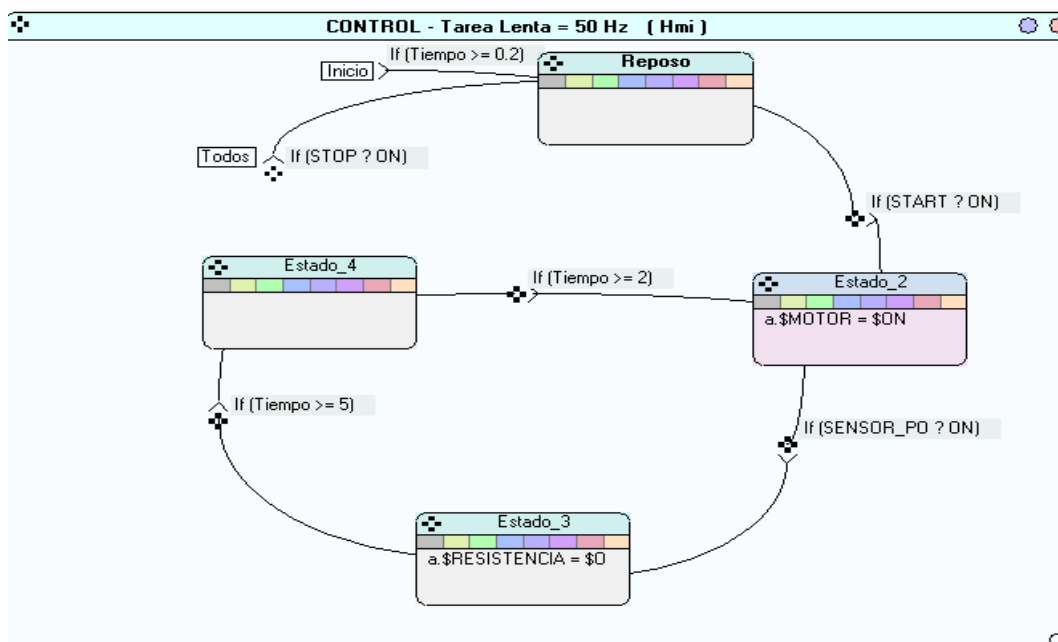 CONTROL - Tarea Lenta = 50 Hz ( Hmi )
If (Tiempo >= 0.2)
Inicio
Reposo
Todos
If (STOP ? ON)
If (START ? ON)
Estado_4
If (Tiempo >= 2)
Estado_2
a.$MOTOR = $ON
If (Tiempo >= 5)
If (SENSOR_PO ? ON)
Estado_3
a.$RESISTENCIA = $O